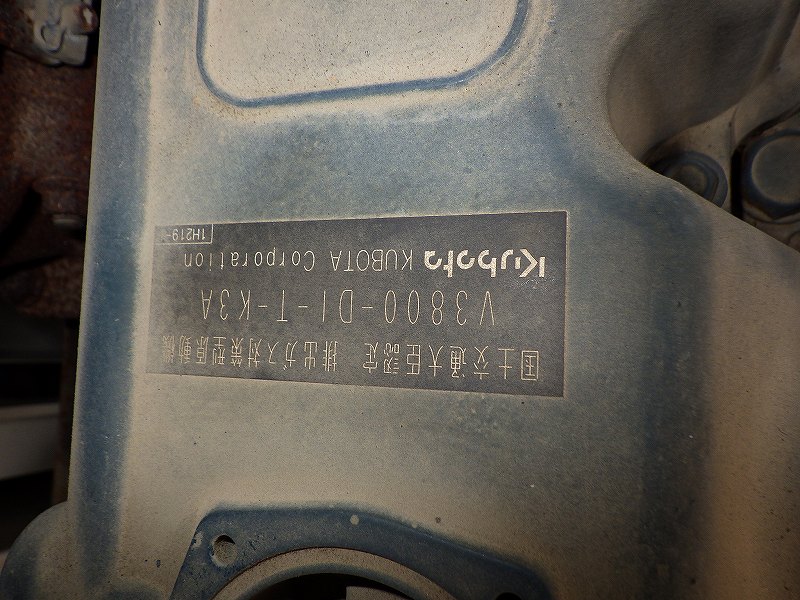 国土交通大臣認定 排出ガス対策型原動機
V3800-DI-T-K3A
Kubota KUBOTA Corporation
1H219-